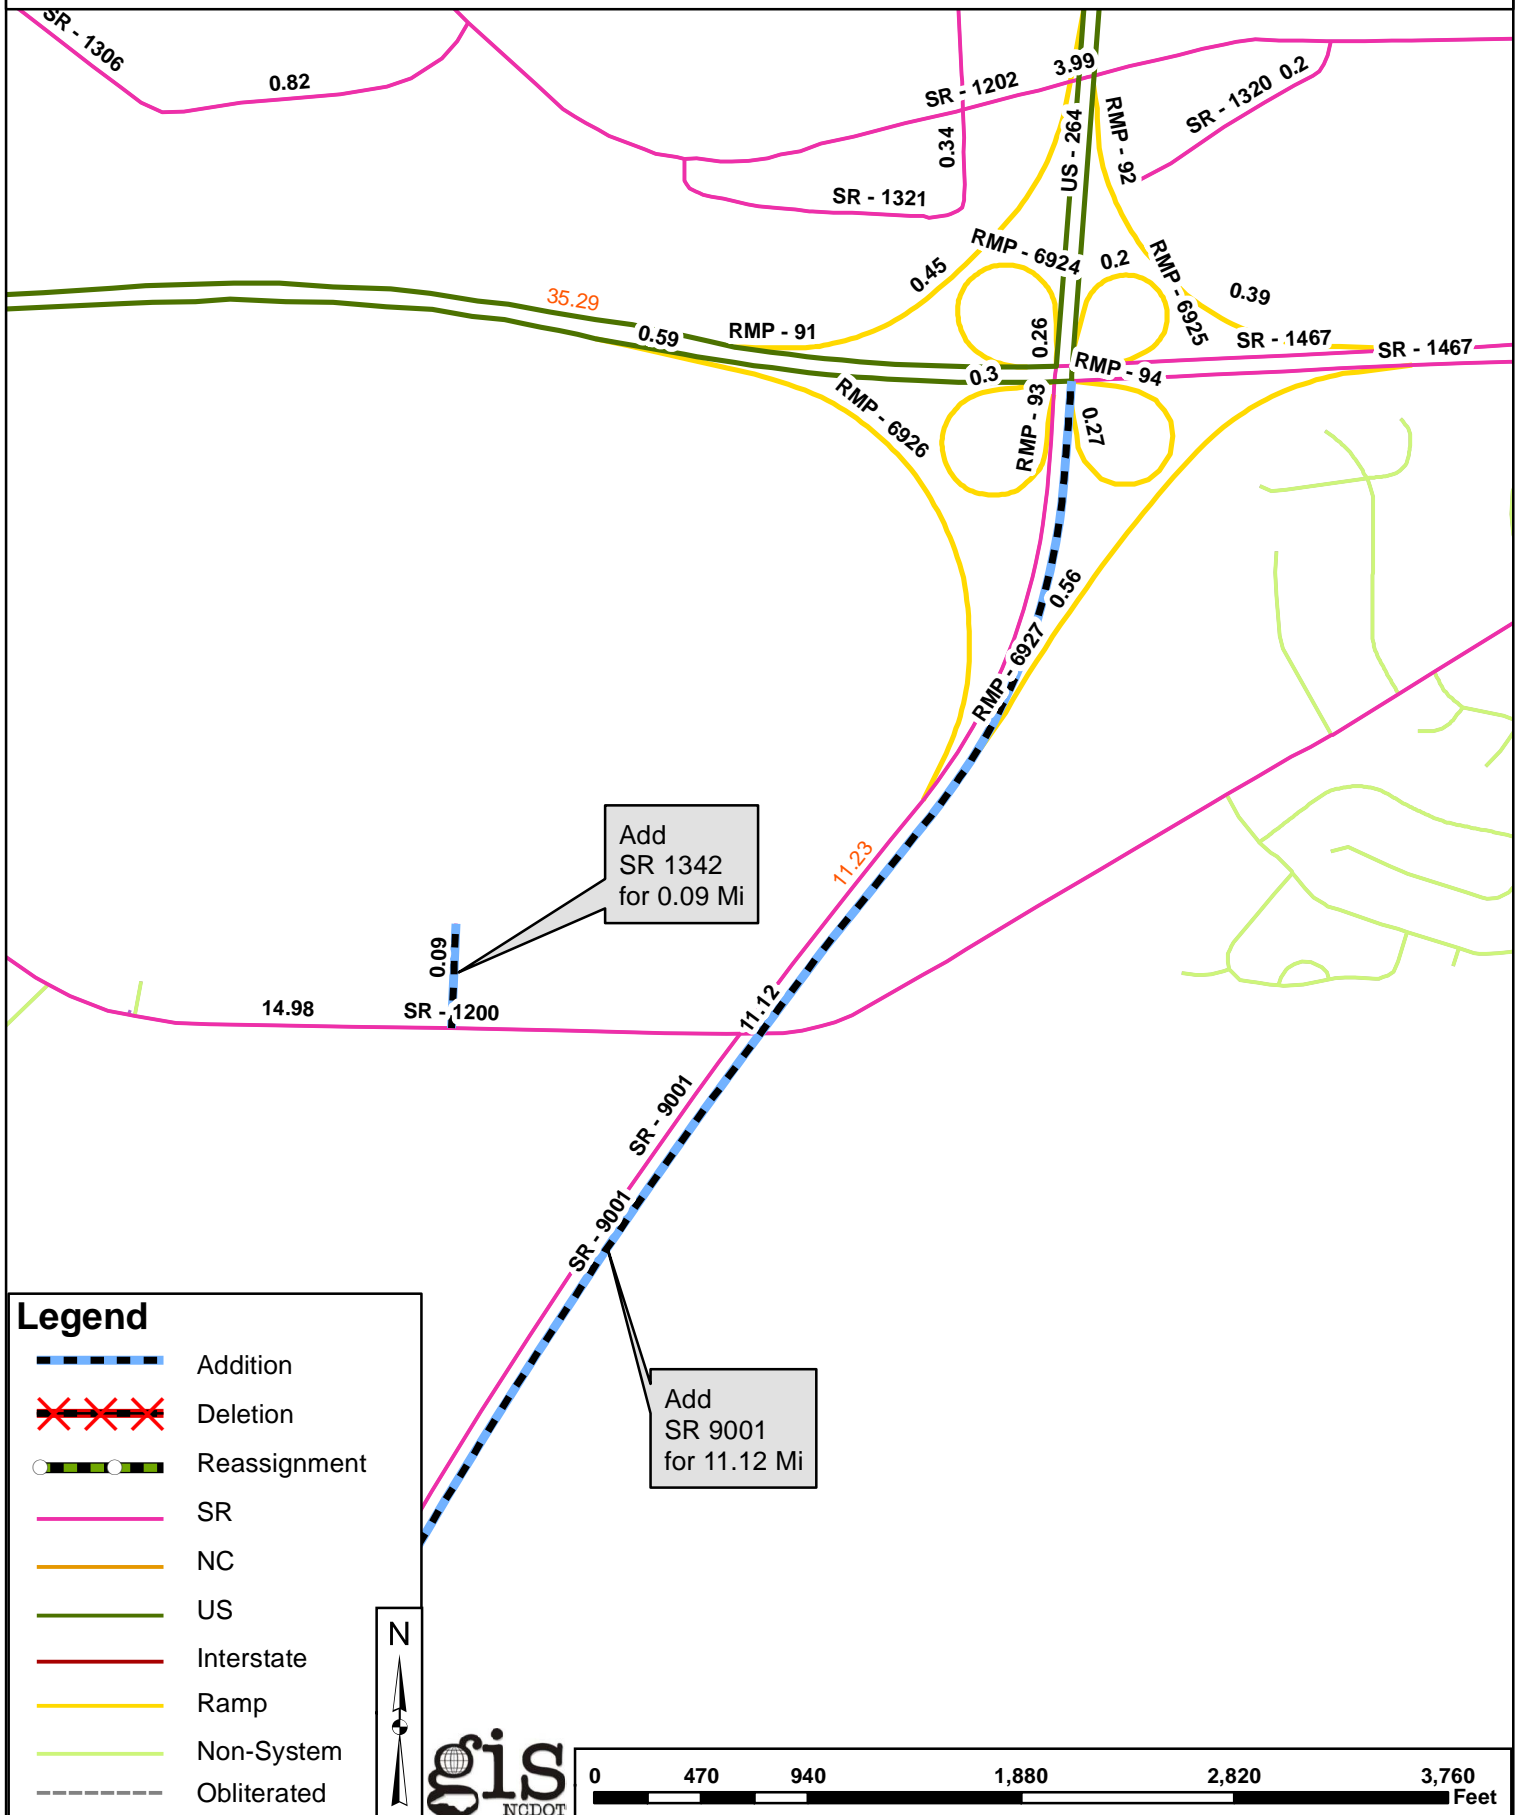 SR - 1306
0.82
SR - 1202
3.99
SR - 1320
0.2
0.34
US - 264
RMP - 92
SR - 1321
RMP - 6924
0.2
RMP - 6925
0.45
0.39
35.29
0.59
RMP - 91
0.26
SR - 1467
SR - 1467
RMP - 94
0.3
RMP - 93
0.27
RMP - 6926
0.56
RMP - 6927
Add
SR 1342
for 0.09 Mi
11.23
0.09
14.98
SR - 1200
11.12
SR - 9001
SR - 9001
Add
SR 9001
for 11.12 Mi
Legend
Addition
Deletion
Reassignment
SR
NC
US
Interstate
Ramp
Non-System
Obliterated
N
gis
NCDOT
0 470 940 1,880 2,820 3,760
Feet